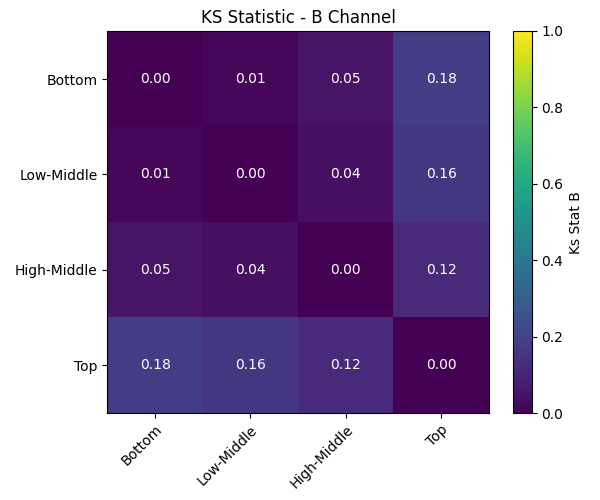 KS Statistic - B Channel
Bottom 0.00 0.01 0.05 0.18
Low-Middle 0.01 0.00 0.04 0.16
High-Middle 0.05 0.04 0.00 0.12
Top 0.18 0.16 0.12 0.00
Bottom Low-Middle High-Middle Top
1.0
0.8
0.6
0.4
0.2
0.0
Ks Stat B